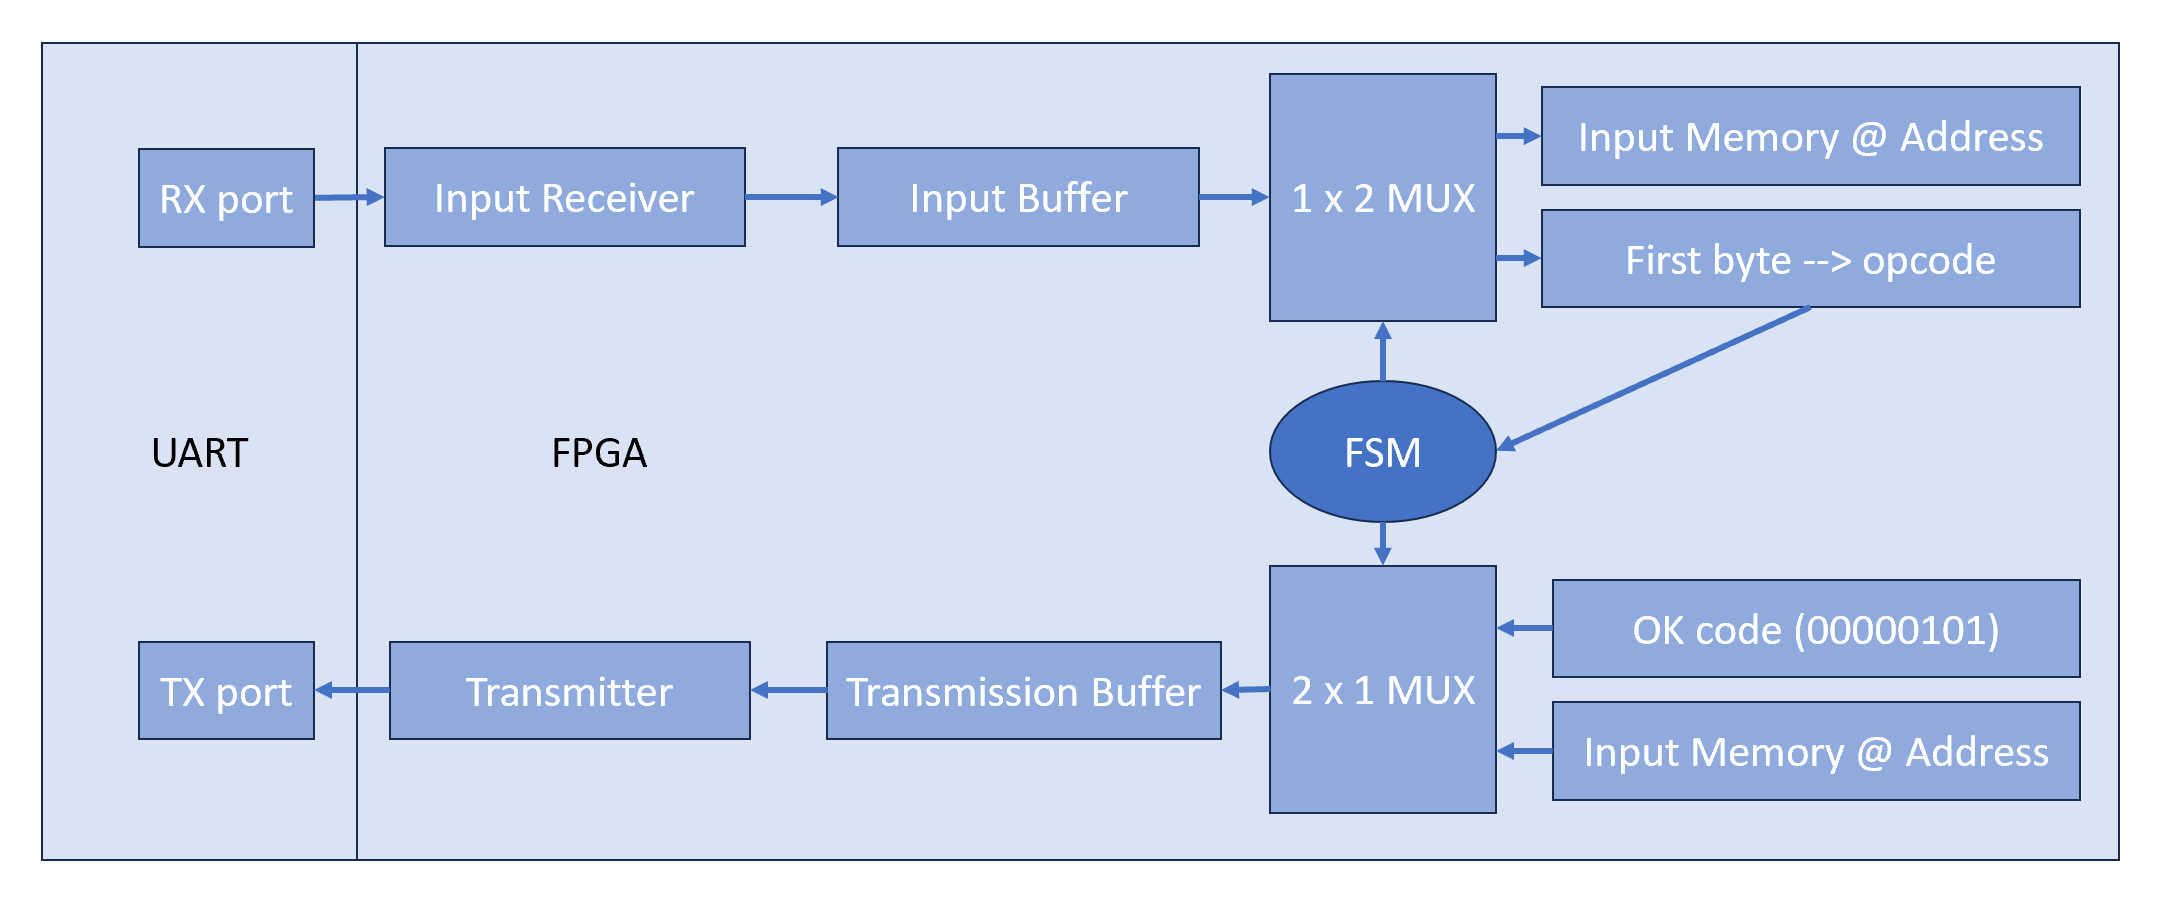 RX port
Input Receiver
Input Buffer
1 x 2 MUX
Input Memory @ Address
First byte --> opcode
UART
FPGA
FSM
TX port
Transmitter
Transmission Buffer
2 x 1 MUX
OK code (00000101)
Input Memory @ Address